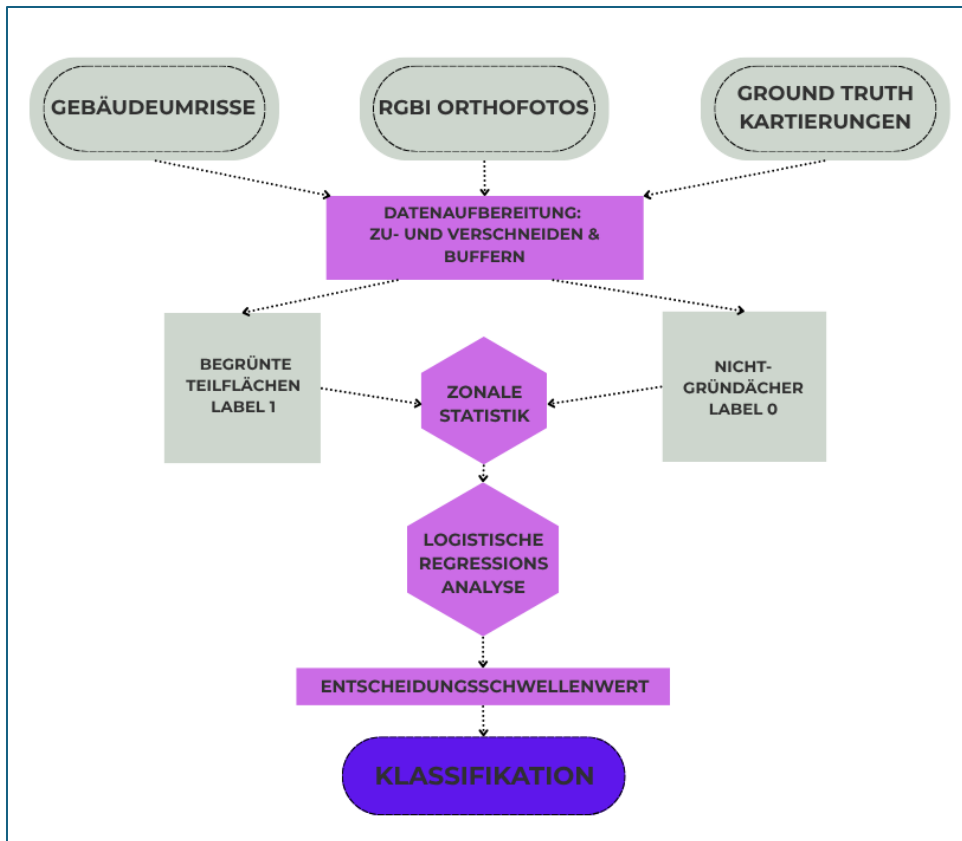 GEBÄUDEUMRISSE
RGBI ORTHOFOTOS
GROUND TRUTH
KARTIERUNGEN
DATENAUFBEREITUNG:
ZU- UND VERSCHNEIDEN &
BUFFERN
BEGRÜNTE
TEILFLÄCHEN
LABEL 1
ZONALE
STATISTIK
NICHT-
GRÜNDÄCHER
LABEL 0
LOGISTISCHE
REGRESSIONS
ANALYSE
ENTSCHEIDUNGSSCHWELLENWERT
KLASSIFIKATION